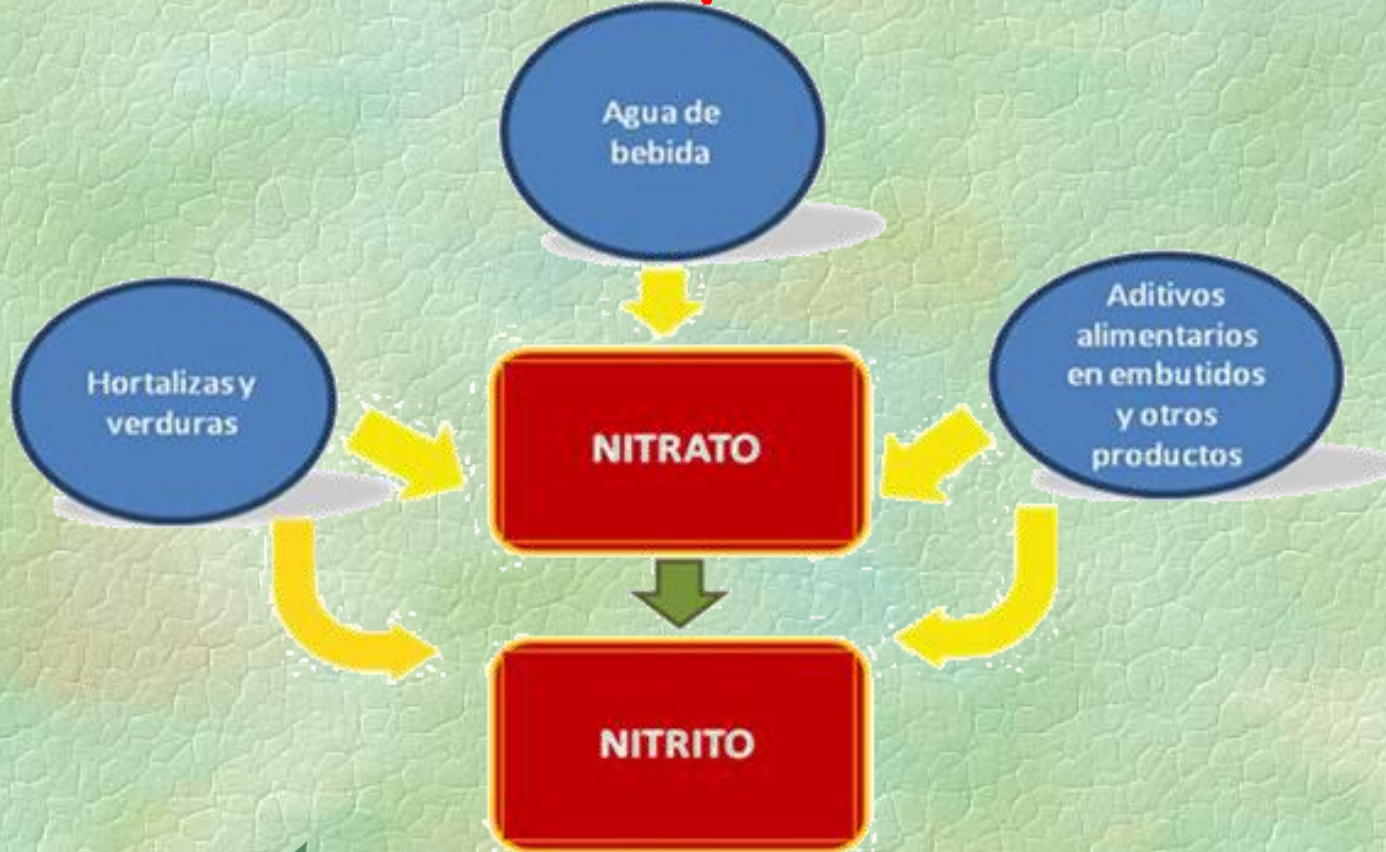 Agua de
bebida
Hortalizas y
verduras
Aditivos
alimentarios
en embutidos
y otros
productos
NITRATO
NITRITO